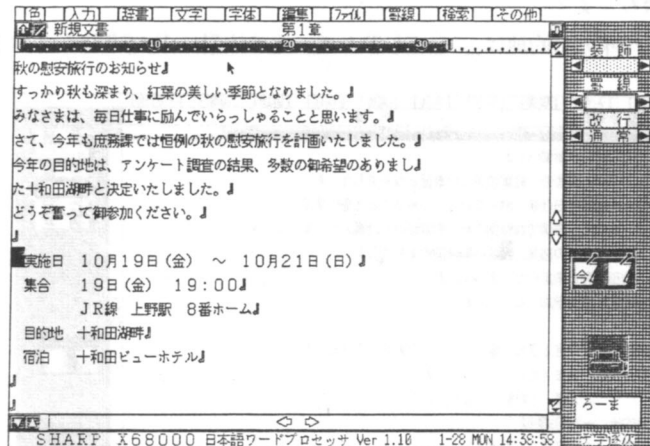 [色] [入力] [辞書] [文字] [字体] [編集] [ファイル] [罫線] [検索] [その他]
新規文書 第1章
10 20 30
秋の慰安旅行のお知らせ
すっかり秋も深まり、紅葉の美しい季節となりました。
みなさまは、毎日仕事に励んでいらっしゃることと思います。
さて、今年も庶務課では恒例の秋の慰安旅行を計画いたしました。
今年の目的地は、アンケート調査の結果、多数の御希望のありまし
た十和田湖畔と決定いたしました。
どうぞ奮って御参加ください。
実施日 10月19日(金) ~ 10月21日(日)
集合 19日(金) 19:00
JR線 上野駅 8番ホーム
目的地 十和田湖畔
宿泊 十和田ビューホテル
装飾
罫線
改行
通常
今
ろーま
SHARP X68000 日本語ワードプロセッサ Ver 1.10 1-28 MON 14:38:58